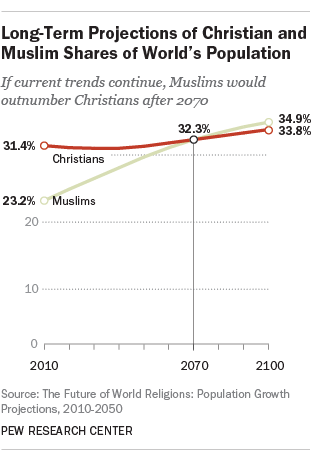 Long-Term Projections of Christian and
Muslim Shares of World's Population
If current trends continue, Muslims would
outnumber Christians after 2070
34.9%
32.3%
33.8%
31.4%
Christians
23.2%
Muslims
20
10
0
2010
2070
2100
Source: The Future of World Religions: Population Growth
Projections, 2010-2050
PEW RESEARCH CENTER